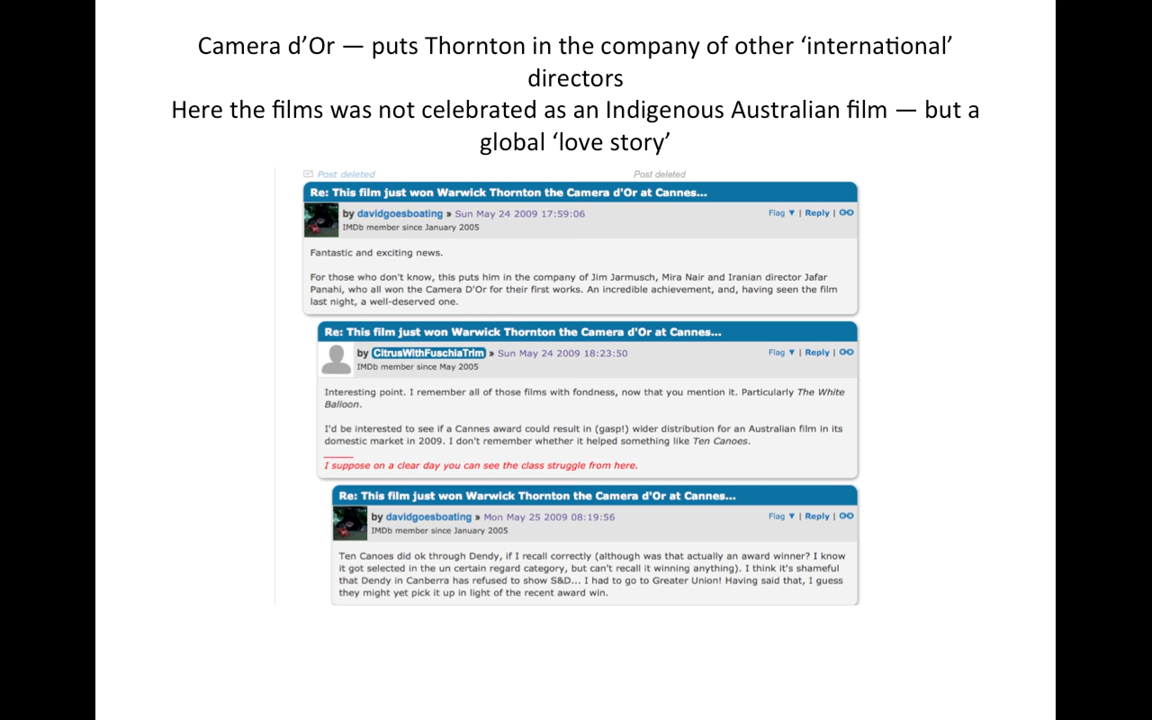 Camera d’Or — puts Thornton in the company of other ‘international’
directors
Here the films was not celebrated as an Indigenous Australian film — but a
global ‘love story’
Post deleted Post deleted
Re: This film just won Warwick Thornton the Camera d'Or at Cannes...
by davidgoesboating » Sun May 24 2009 17:59:06 Flag ▼ | Reply |
IMDb member since January 2005
Fantastic and exciting news.
For those who don't know, this puts him in the company of Jim Jarmusch, Mira Nair and Iranian director Jafar
Panahi, who all won the Camera D'Or for their first works. An incredible achievement, and, having seen the film
last night, a well-deserved one.
Re: This film just won Warwick Thornton the Camera d'Or at Cannes...
by CitrusWithFuschiaTrim » Sun May 24 2009 18:23:50 Flag ▼ | Reply |
IMDb member since May 2005
Interesting point. I remember all of those films with fondness, now that you mention it. Particularly The White
Balloon.
I'd be interested to see if a Cannes award could result in (gasp!) wider distribution for an Australian film in its
domestic market in 2009. I don't remember whether it helped something like Ten Canoes.
I suppose on a clear day you can see the class struggle from here.
Re: This film just won Warwick Thornton the Camera d'Or at Cannes...
by davidgoesboating » Mon May 25 2009 08:19:56 Flag ▼ | Reply |
IMDb member since January 2005
Ten Canoes did ok through Dendy, if I recall correctly (although was that actually an award winner? I know
it got selected in the un certain regard category, but can't recall it winning anything). I think it's shameful
that Dendy in Canberra has refused to show S&D... I had to go to Greater Union! Having said that, I guess
they might yet pick it up in light of the recent award win.